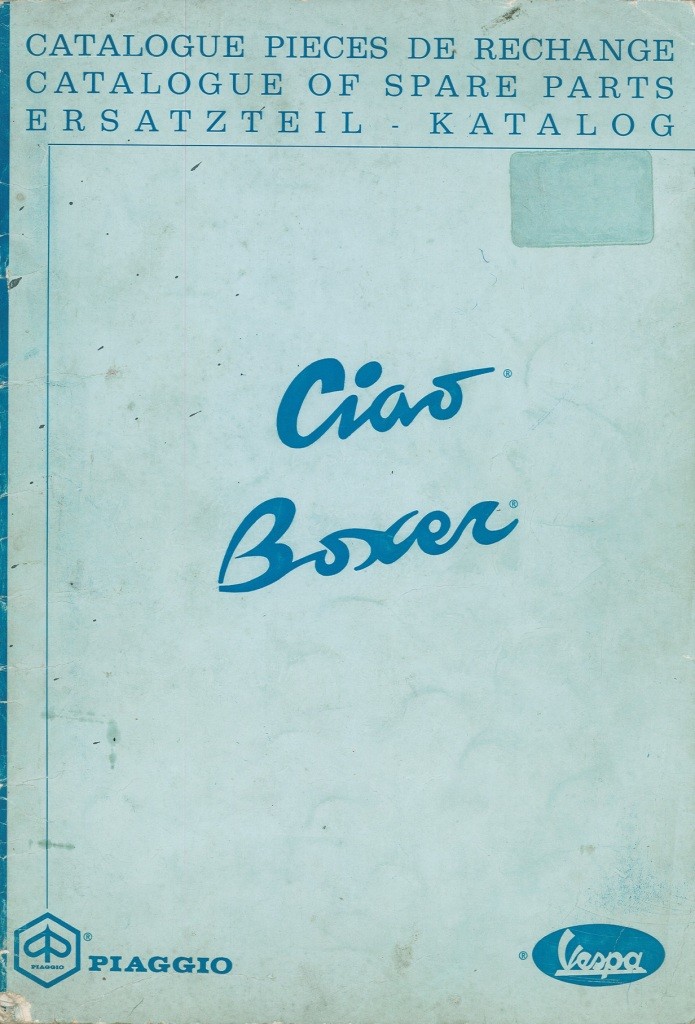 CATALOGUE PIECES DE RECHANGE
CATALOGUE OF SPARE PARTS
ERSATZTEIL - KATALOG
Ciao ®
Boxer ®
PIAGGIO ®
PIAGGIO
® Vespa